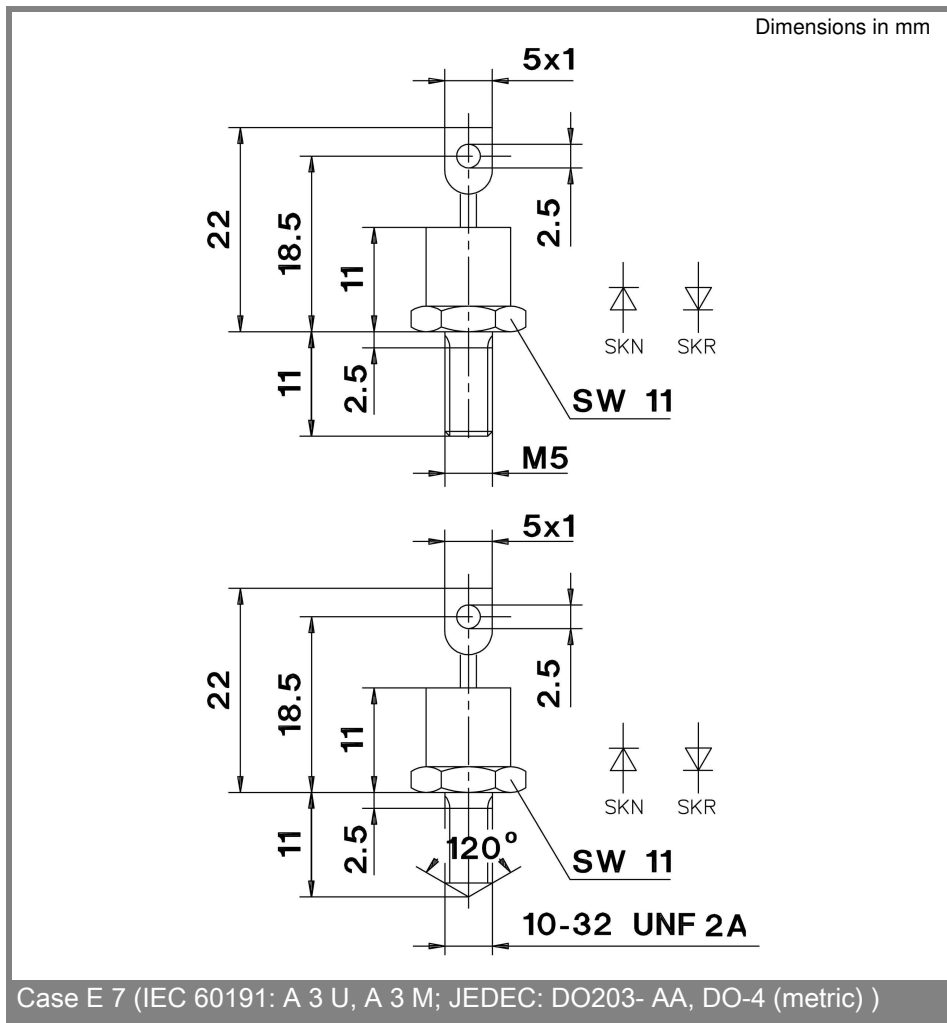 Dimensions in mm
5x1
22
18.5
11
2.5
SKN SKR
11
2.5
SW 11
M5
5x1
22
18.5
11
2.5
SKN SKR
11
2.5
120°
SW 11
10-32 UNF 2A
Case E 7 (IEC 60191: A 3 U, A 3 M; JEDEC: DO203- AA, DO-4 (metric) )